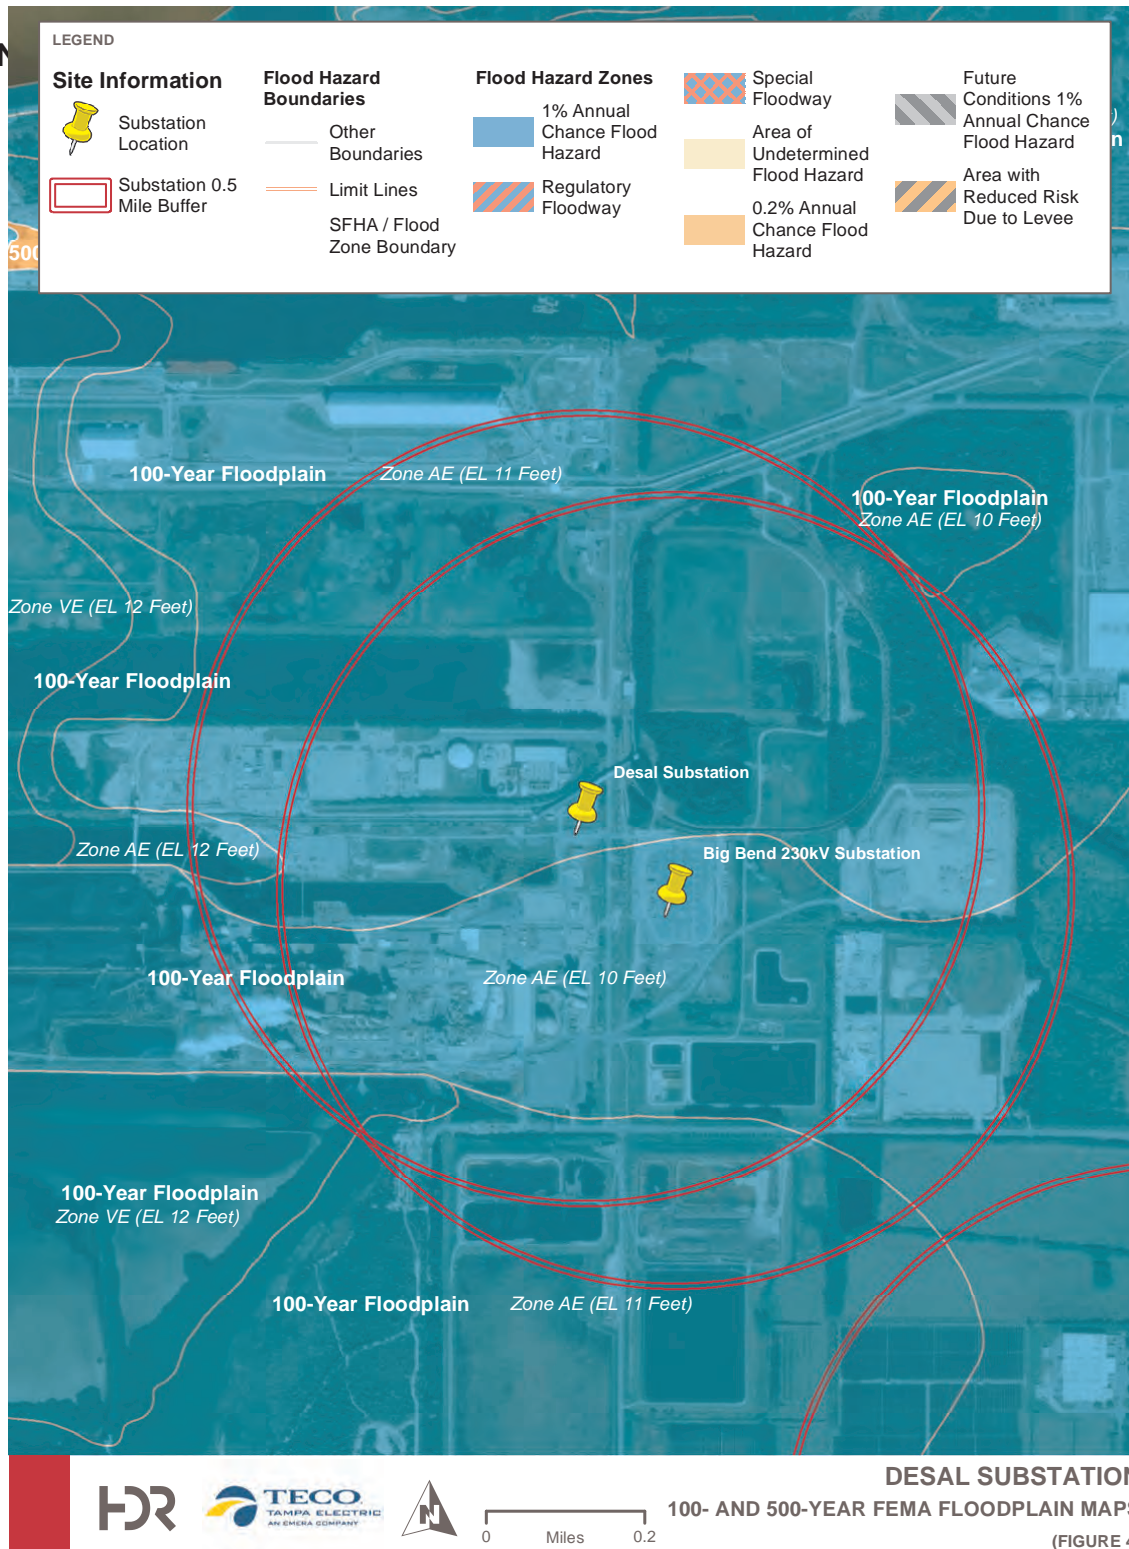 N
LEGEND
Site Information
Substation
Location
Substation 0.5
Mile Buffer
Flood Hazard
Boundaries
Other
Boundaries
Limit Lines
SFHA / Flood
Zone Boundary
Flood Hazard Zones
1% Annual
Chance Flood
Hazard
Regulatory
Floodway
Special
Floodway
Area of
Undetermined
Flood Hazard
0.2% Annual
Chance Flood
Hazard
Future
Conditions 1%
Annual Chance
Flood Hazard
Area with
Reduced Risk
Due to Levee
)
n
500
100-Year Floodplain
Zone AE (EL 11 Feet)
100-Year Floodplain
Zone AE (EL 10 Feet)
Zone VE (EL 12 Feet)
100-Year Floodplain
Desal Substation
Zone AE (EL 12 Feet)
Big Bend 230kV Substation
100-Year Floodplain
Zone AE (EL 10 Feet)
100-Year Floodplain
Zone VE (EL 12 Feet)
100-Year Floodplain
Zone AE (EL 11 Feet)
HDR
TECO
TAMPA ELECTRIC
AN EMERA COMPANY
N
0 Miles 0.2
DESAL SUBSTATION
100- AND 500-YEAR FEMA FLOODPLAIN MAPS
(FIGURE 4